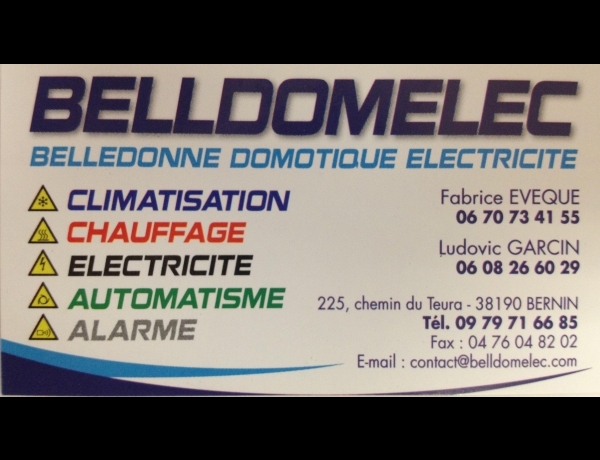 BELLDOMELEC
BELLEDONNE DOMOTIQUE ELECTRICITE
CLIMATISATION
CHAUFFAGE
ELECTRICITE
AUTOMATISME
ALARME
Fabrice EVEQUE
06 70 73 41 55
Ludovic GARCIN
06 08 26 60 29
225, chemin du Teura - 38190 BERNIN
Tél. 09 79 71 66 85
Fax : 04 76 04 82 02
E-mail : contact@belldomelec.com